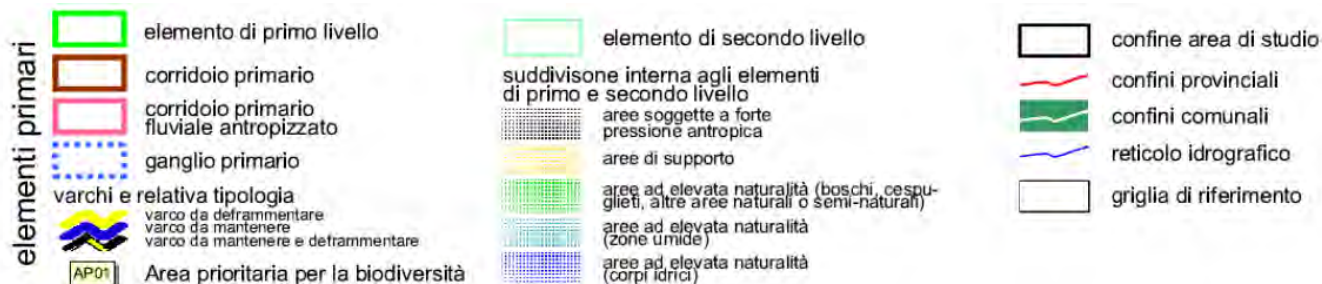 elementi primari
elemento di primo livello
corridoio primario
corridoio primario
fluviale antropizzato
ganglio primario
varchi e relativa tipologia
varco da deframmentare
varco da mantenere
varco da mantenere e deframmentare
AP01
Area prioritaria per la biodiversità
elemento di secondo livello
suddivisone interna agli elementi
di primo e secondo livello
aree soggette a forte
pressione antropica
aree di supporto
aree ad elevata naturalità (boschi, cespu-
glieti, altre aree naturali o semi-naturali)
aree ad elevata naturalità
(zone umide)
aree ad elevata naturalità
(corpi idrici)
confine area di studio
confini provinciali
confini comunali
reticolo idrografico
griglia di riferimento